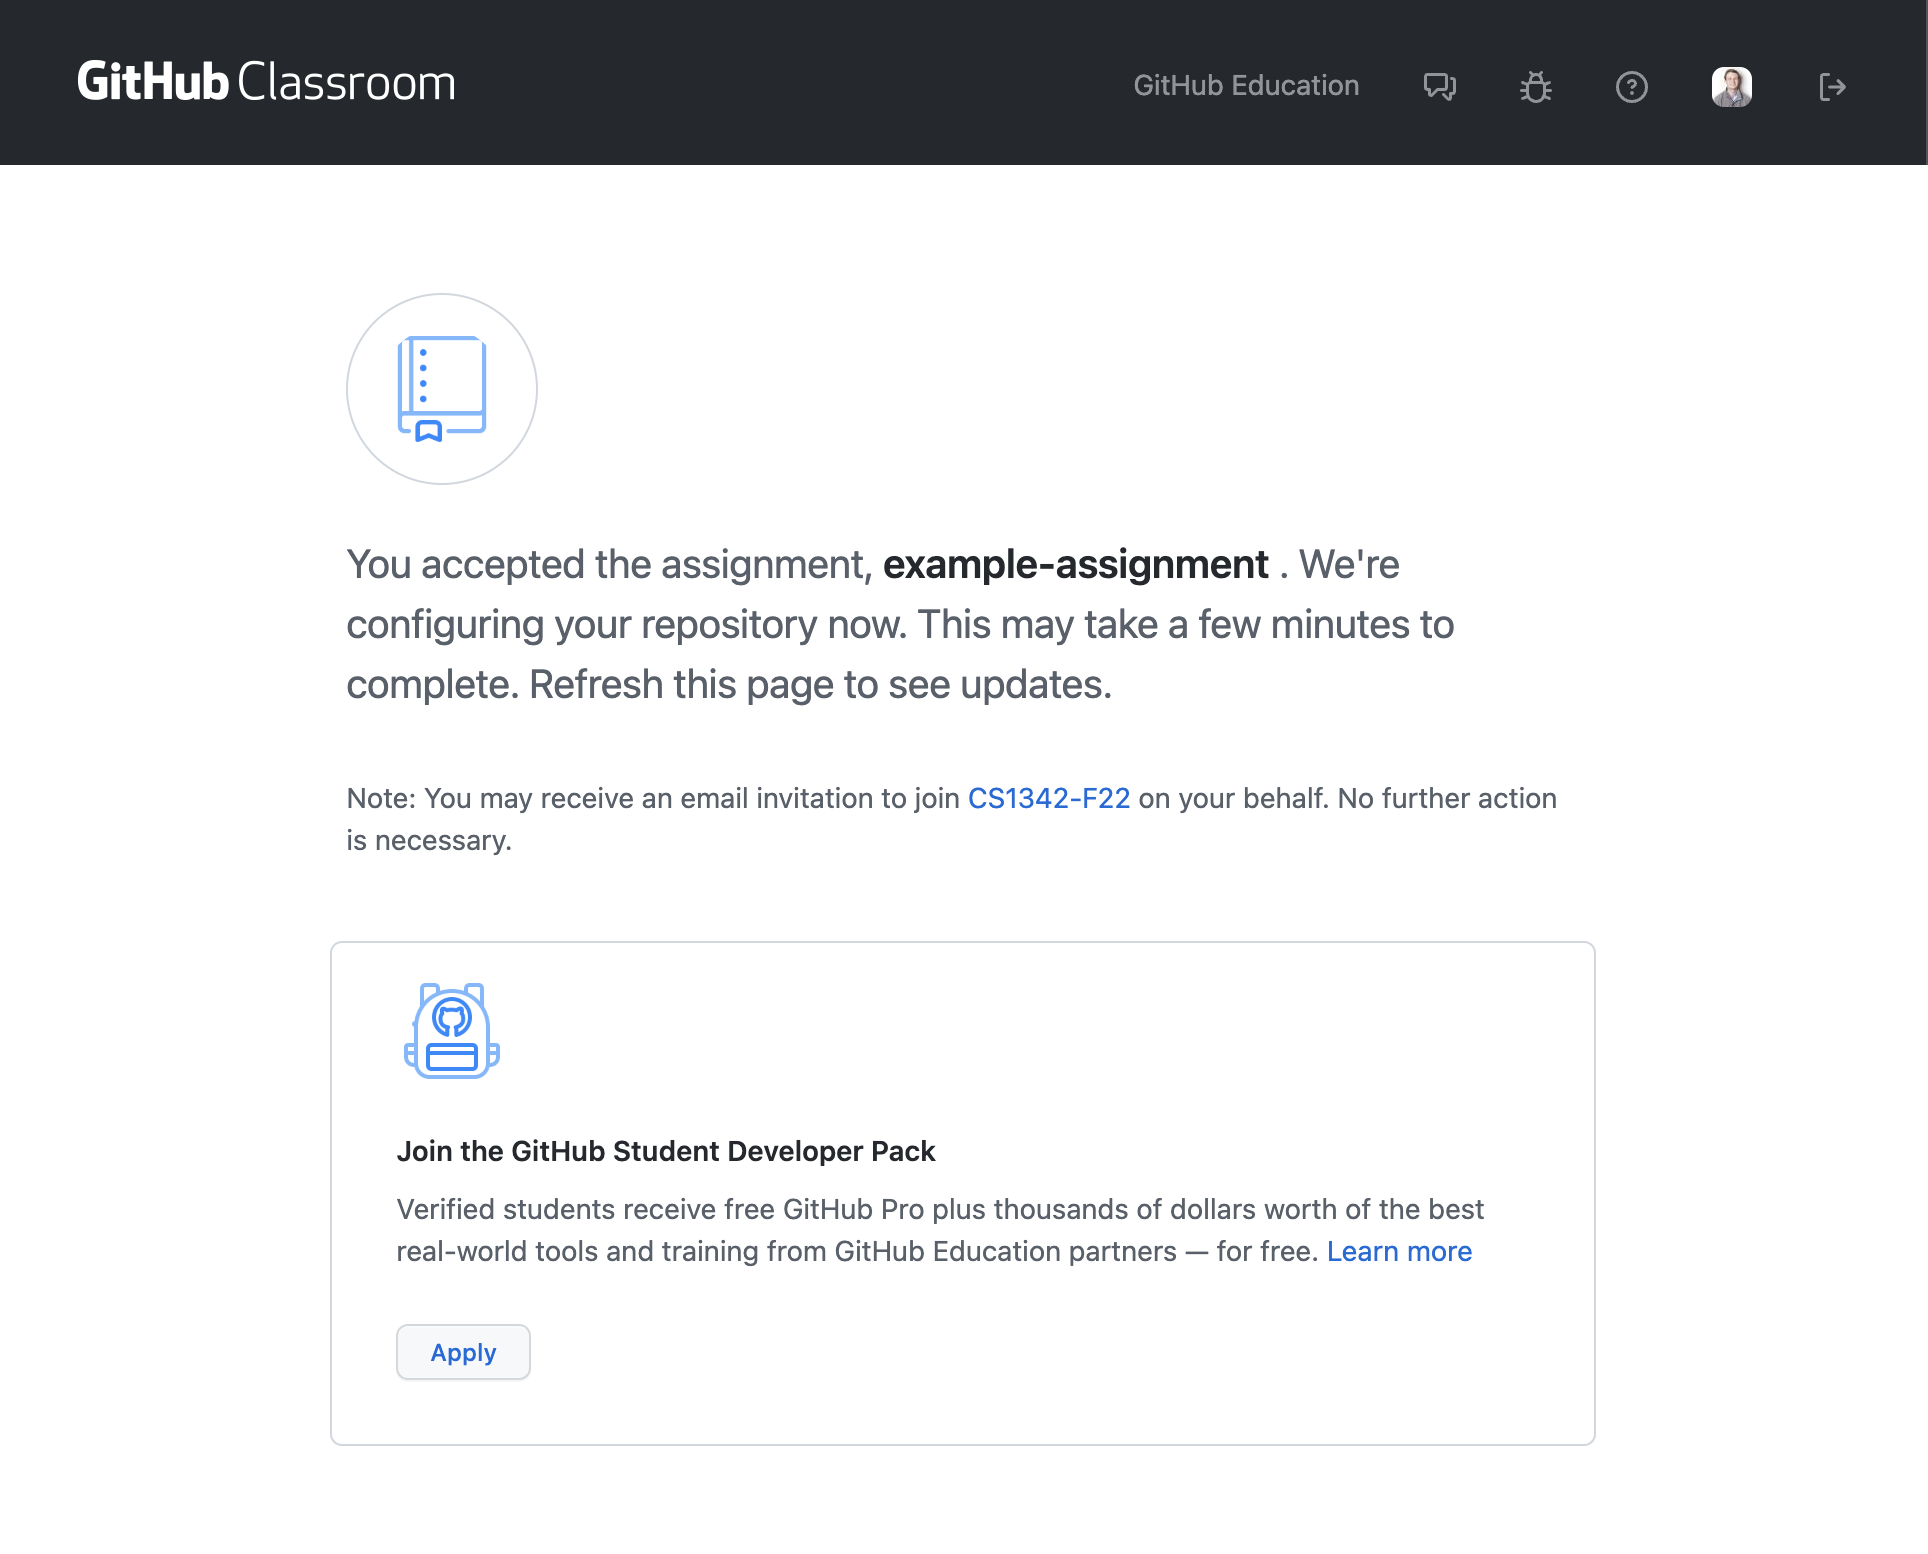 GitHub Classroom
GitHub Education
You accepted the assignment, example-assignment . We're
configuring your repository now. This may take a few minutes to
complete. Refresh this page to see updates.
Note: You may receive an email invitation to join CS1342-F22 on your behalf. No further action
is necessary.
Join the GitHub Student Developer Pack
Verified students receive free GitHub Pro plus thousands of dollars worth of the best
real-world tools and training from GitHub Education partners — for free. Learn more
Apply